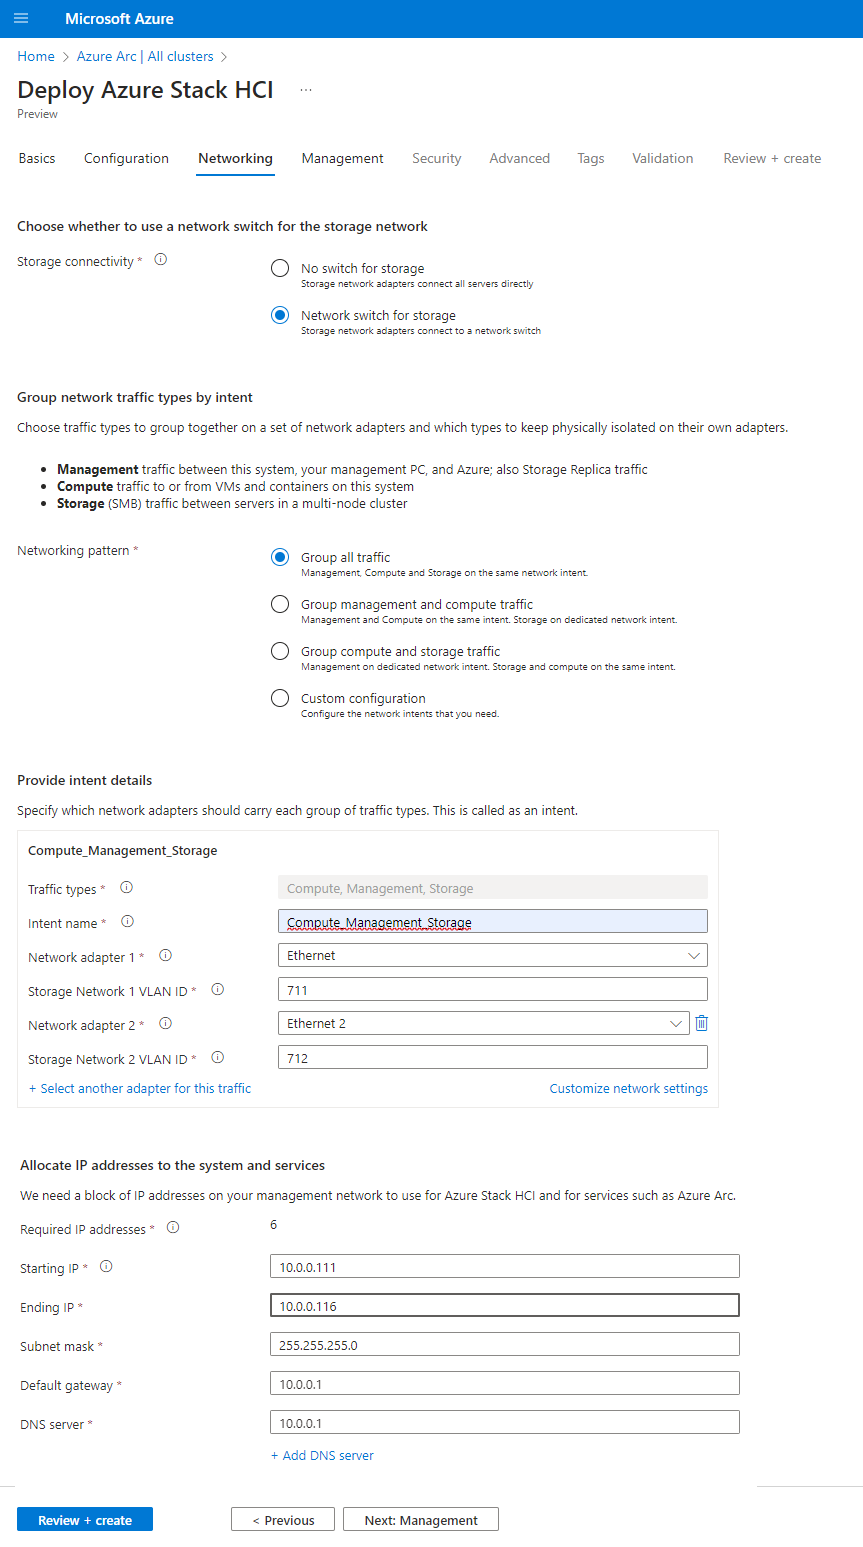 Microsoft Azure
Home > Azure Arc | All clusters >
Deploy Azure Stack HCI ...
Preview
Basics Configuration Networking Management Security Advanced Tags Validation Review + create
Choose whether to use a network switch for the storage network
Storage connectivity *
No switch for storage
Storage network adapters connect all servers directly
Network switch for storage
Storage network adapters connect to a network switch
Group network traffic types by intent
Choose traffic types to group together on a set of network adapters and which types to keep physically isolated on their own adapters.
• Management traffic between this system, your management PC, and Azure; also Storage Replica traffic
• Compute traffic to or from VMs and containers on this system
• Storage (SMB) traffic between servers in a multi-node cluster
Networking pattern *
Group all traffic
Management, Compute and Storage on the same network intent.
Group management and compute traffic
Management and Compute on the same intent. Storage on dedicated network intent.
Group compute and storage traffic
Management on dedicated network intent. Storage and compute on the same intent.
Custom configuration
Configure the network intents that you need.
Provide intent details
Specify which network adapters should carry each group of traffic types. This is called as an intent.
Compute_Management_Storage
Traffic types * Compute, Management, Storage
Intent name * Compute_Management_Storage
Network adapter 1 * Ethernet
Storage Network 1 VLAN ID * 711
Network adapter 2 * Ethernet 2
Storage Network 2 VLAN ID * 712
+ Select another adapter for this traffic Customize network settings
Allocate IP addresses to the system and services
We need a block of IP addresses on your management network to use for Azure Stack HCI and for services such as Azure Arc.
Required IP addresses * 6
Starting IP * 10.0.0.111
Ending IP * 10.0.0.116
Subnet mask * 255.255.255.0
Default gateway * 10.0.0.1
DNS server * 10.0.0.1
+ Add DNS server
Review + create < Previous Next: Management